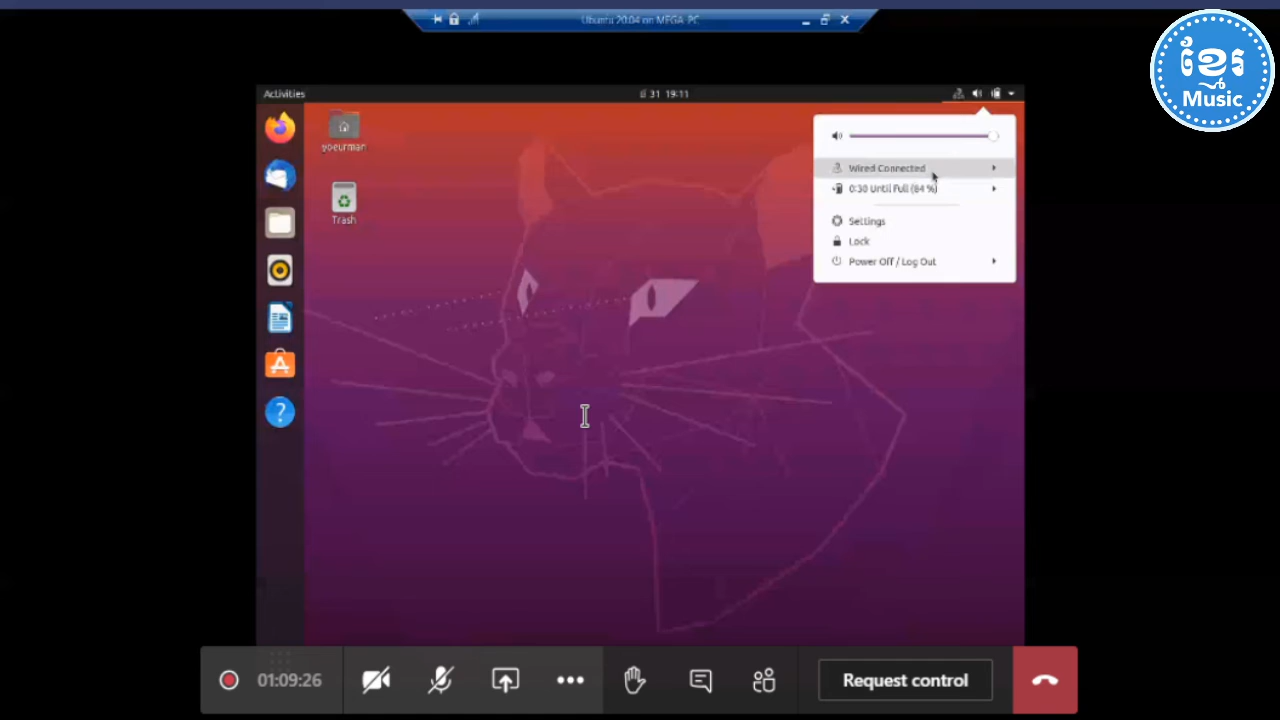 Ubuntu 20.04 on MEGA_PC
ខ្មែរ
Music
Activities
មី 31 19:11
yoeurman
Trash
Wired Connected
0:30 Until Full (84 %)
Settings
Lock
Power Off / Log Out
01:09:26
Request control